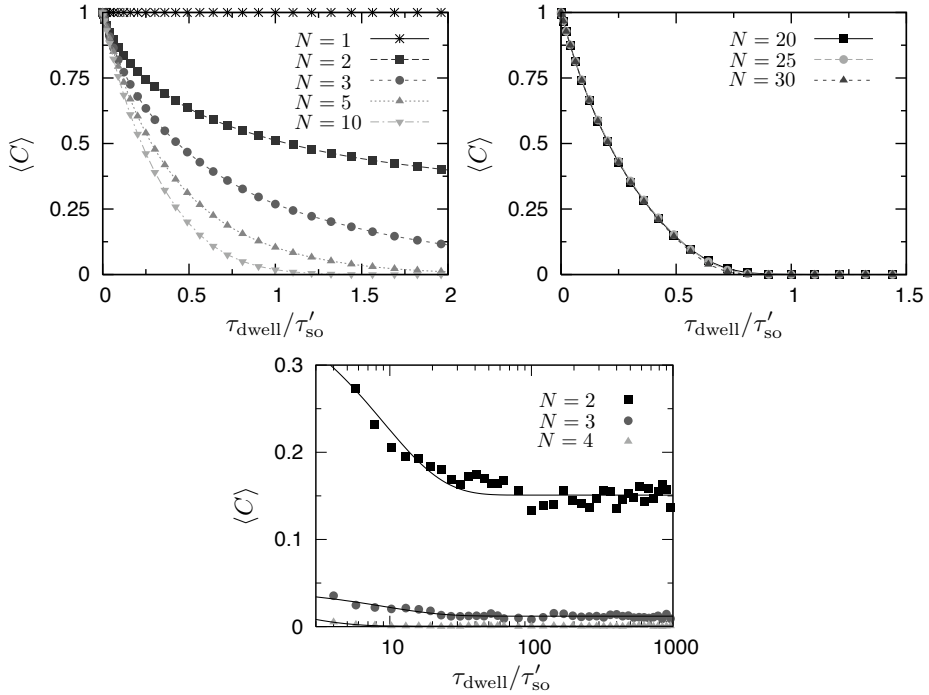 1
0.75
0.5
0.25
0
⟨C⟩
N = 1
N = 2
N = 3
N = 5
N = 10
0 0.5 1 1.5 2
τdwell/τ′so
1
0.75
0.5
0.25
0
⟨C⟩
N = 20
N = 25
N = 30
0 0.5 1 1.5
τdwell/τ′so
0.3
0.2
0.1
0
⟨C⟩
N = 2
N = 3
N = 4
10 100 1000
τdwell/τ′so